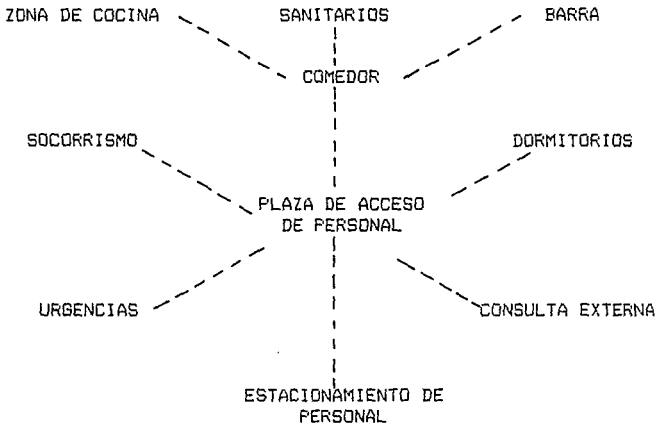 ZONA DE COCINA SANITARIOS BARRA
COMEDOR
SOCORRISMO DORMITORIOS
PLAZA DE ACCESO
DE PERSONAL
URGENCIAS CONSULTA EXTERNA
ESTACIONAMIENTO DE
PERSONAL